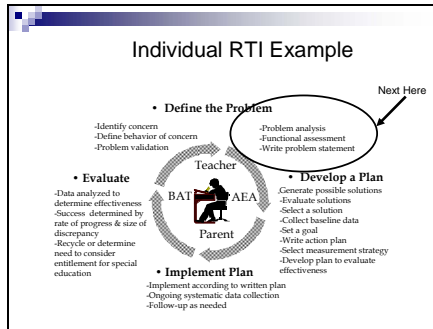 Individual RTI Example
Next Here
• Define the Problem
-Identify concern
-Define behavior of concern
-Problem validation
-Problem analysis
-Functional assessment
-Write problem statement
Teacher
BAT
AEA
Parent
• Develop a Plan
-Generate possible solutions
-Evaluate solutions
-Select a solution
-Collect baseline data
-Set a goal
-Write action plan
-Select measurement strategy
-Develop plan to evaluate
effectiveness
• Implement Plan
-Implement according to written plan
-Ongoing systematic data collection
-Follow-up as needed
• Evaluate
-Data analyzed to
determine effectiveness
-Success determined by
rate of progress & size of
discrepancy
-Recycle or determine
need to consider
entitlement for special
education